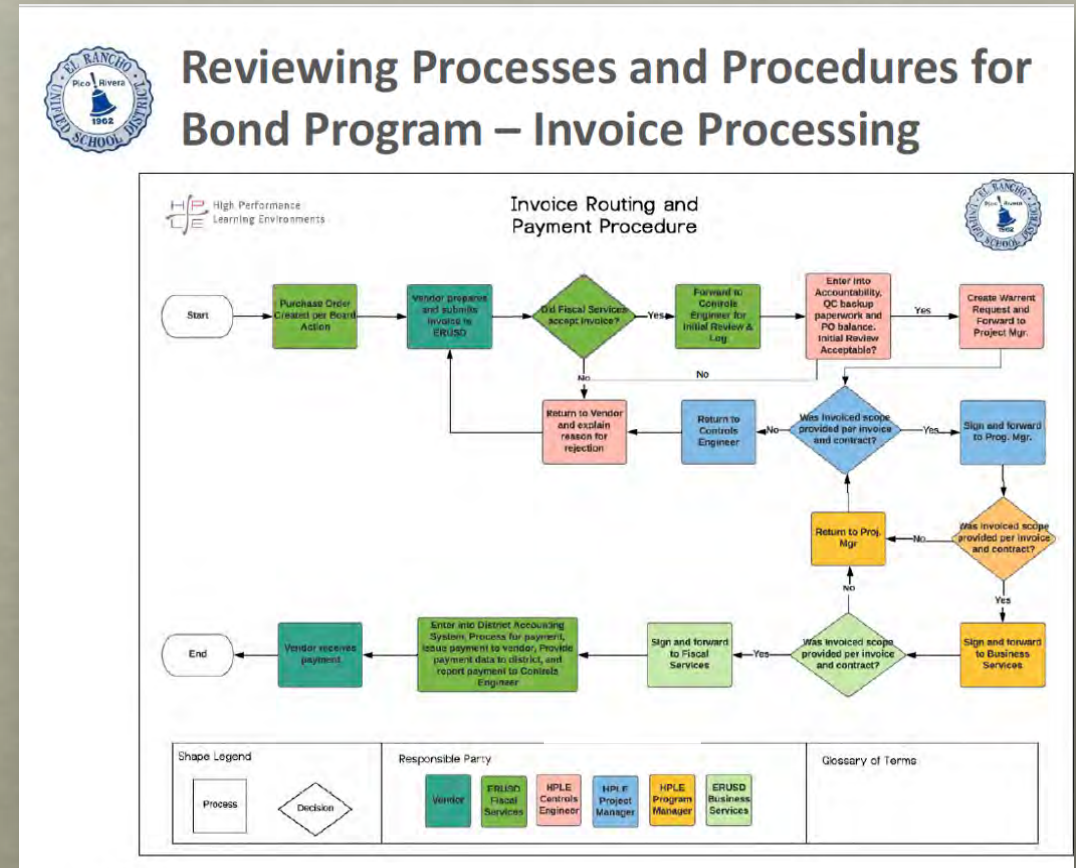 EL RANCHO
Pico Rivera
1962
UNIFIED SCHOOL DISTRICT
Reviewing Processes and Procedures for
Bond Program – Invoice Processing
HPLE
High Performance
Learning Environments
Invoice Routing and
Payment Procedure
EL RANCHO
Pico Rivera
1962
UNIFIED SCHOOL DISTRICT
Start
Purchase Order
Created per Board
Action
Vendor prepares
and submits
invoice to
ERUSD
Did Fiscal Services
accept invoice?
Yes
Forward to
Controls
Engineer for
Initial Review &
Log
Enter into
Accountability,
QC backup
paperwork and
PO balance.
Initial Review
Acceptable?
Yes
Create Warrent
Request and
Forward to
Project Mgr.
No
No
Return to Vendor
and explain
reason for
rejection
Return to
Controls
Engineer
No
Was Invoiced scope
provided per invoice
and contract?
Yes
Sign and forward
to Prog. Mgr.
Return to Proj.
Mgr
No
Was Invoiced scope
provided per invoice
and contract?
No
Yes
End
Vendor receives
payment
Enter into District Accounting
System, Process for payment,
issue payment to vendor, Provide
payment data to district, and
report payment to Controls
Engineer
Sign and forward
to Fiscal
Services
Yes
Was Invoiced scope
provided per invoice
and contract?
Sign and forward
to Business
Services
Shape Legend
Process
Decision
Responsible Party
Vendor
ERUSD
Fiscal
Services
HPLE
Controls
Engineer
HPLE
Project
Manager
HPLE
Program
Manager
ERUSD
Business
Services
Glossary of Terms